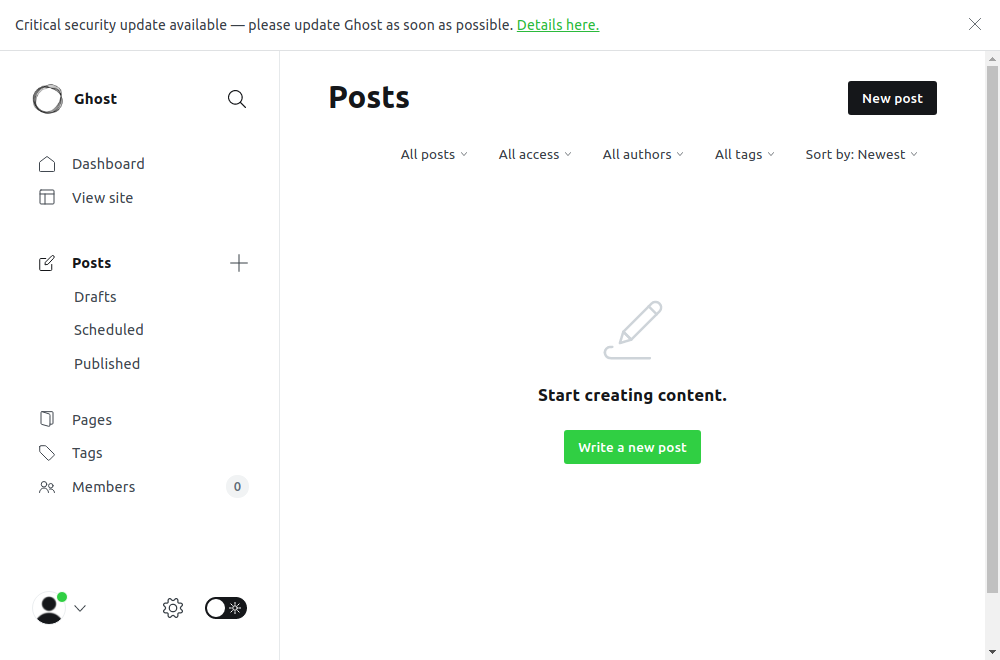 Critical security update available — please update Ghost as soon as possible. Details here.
Ghost
Dashboard
View site
Posts
Drafts
Scheduled
Published
Pages
Tags
Members 0
Posts
New post
All posts All access All authors All tags Sort by: Newest
Start creating content.
Write a new post